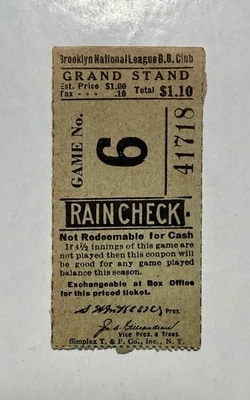 Brooklyn National League B.B. Club
GRAND STAND
Est. Price $1.00
Tax - - - .10 Total $1.10
GAME No.
6
41718
RAIN CHECK
Not Redeemable for Cash
If 4½ innings of this game are
not played then this coupon will
be good for any game played
balance this season.
Exchangeable at Box Office
for this priced ticket.
Pres.
Vice Pres. & Treas.
Simplex T. & P. Co., Inc., N. Y.